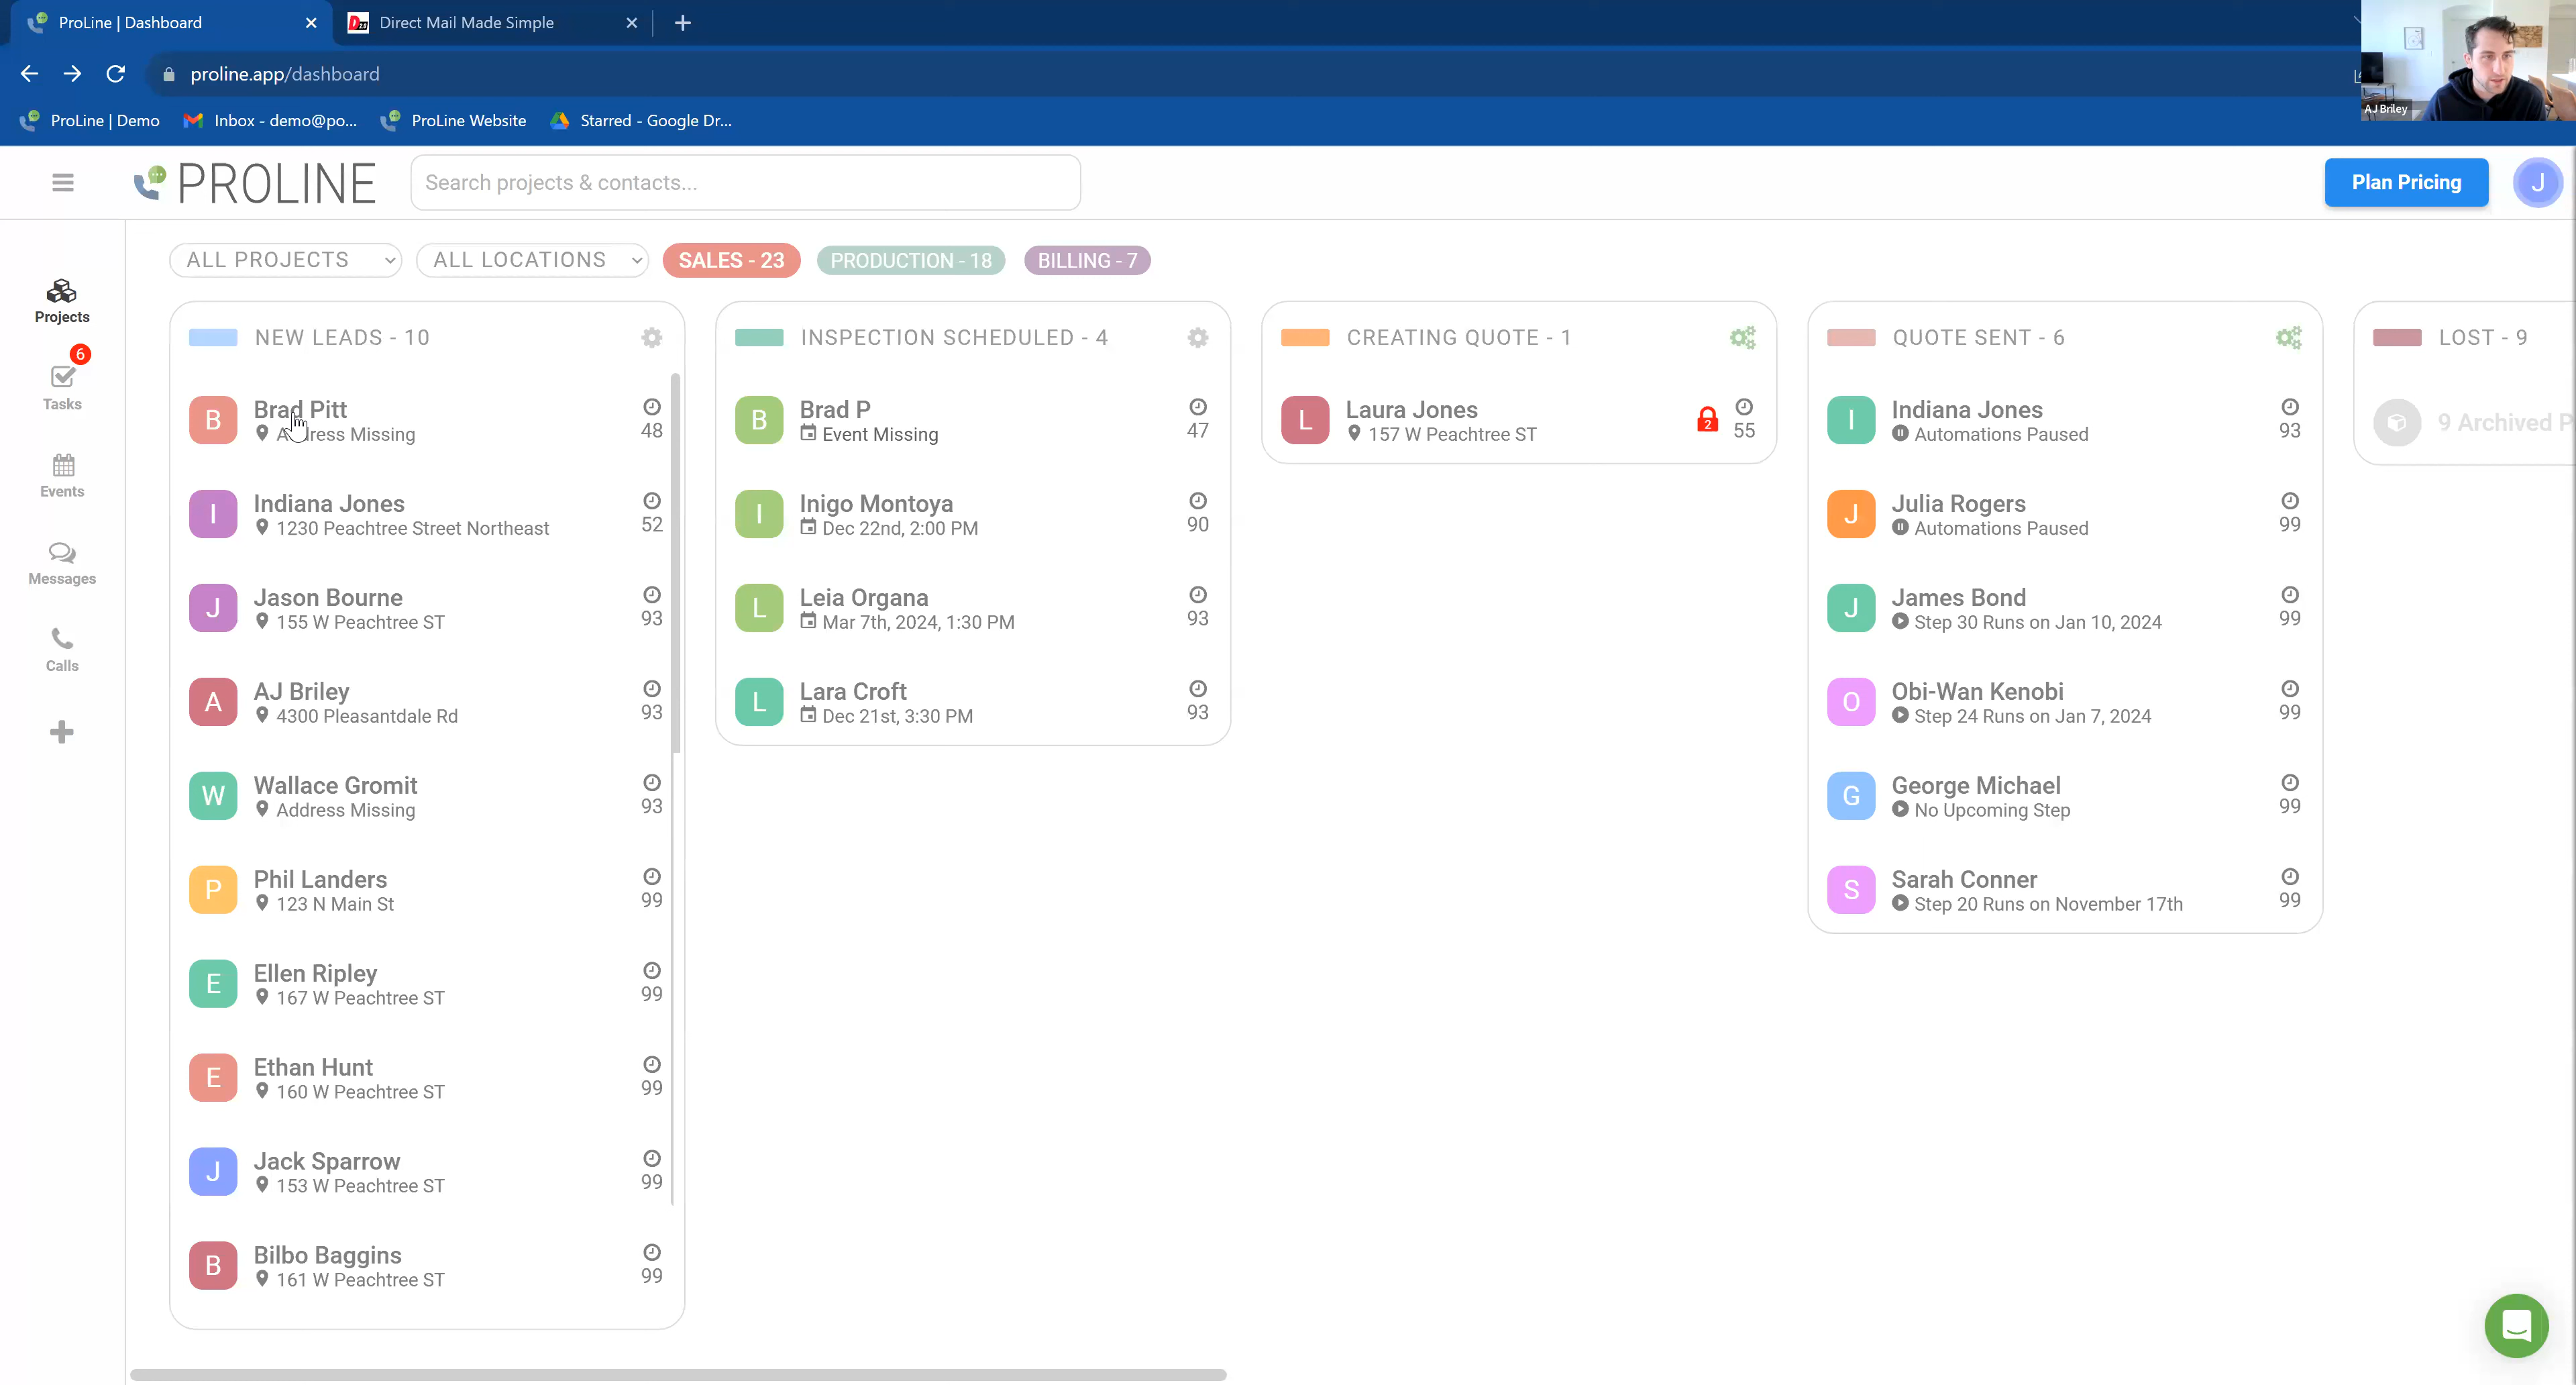 ProLine | Dashboard
Direct Mail Made Simple
proline.app/dashboard
ProLine | Demo
Inbox - demo@po...
ProLine Website
Starred - Google Dr...
AJ Briley
PROLINE
Search projects & contacts...
Plan Pricing
J
ALL PROJECTS
ALL LOCATIONS
SALES - 23
PRODUCTION - 18
BILLING - 7
Projects
6
Tasks
Events
Messages
Calls
NEW LEADS - 10
B
Brad Pitt
Address Missing
48
I
Indiana Jones
1230 Peachtree Street Northeast
52
J
Jason Bourne
155 W Peachtree ST
93
A
AJ Briley
4300 Pleasantdale Rd
93
W
Wallace Gromit
Address Missing
93
P
Phil Landers
123 N Main St
99
E
Ellen Ripley
167 W Peachtree ST
99
E
Ethan Hunt
160 W Peachtree ST
99
J
Jack Sparrow
153 W Peachtree ST
99
B
Bilbo Baggins
161 W Peachtree ST
99
INSPECTION SCHEDULED - 4
B
Brad P
Event Missing
47
I
Inigo Montoya
Dec 22nd, 2:00 PM
90
L
Leia Organa
Mar 7th, 2024, 1:30 PM
93
L
Lara Croft
Dec 21st, 3:30 PM
93
CREATING QUOTE - 1
L
Laura Jones
157 W Peachtree ST
2
55
QUOTE SENT - 6
I
Indiana Jones
Automations Paused
93
J
Julia Rogers
Automations Paused
99
J
James Bond
Step 30 Runs on Jan 10, 2024
99
O
Obi-Wan Kenobi
Step 24 Runs on Jan 7, 2024
99
G
George Michael
No Upcoming Step
99
S
Sarah Conner
Step 20 Runs on November 17th
99
LOST - 9
9 Archived P